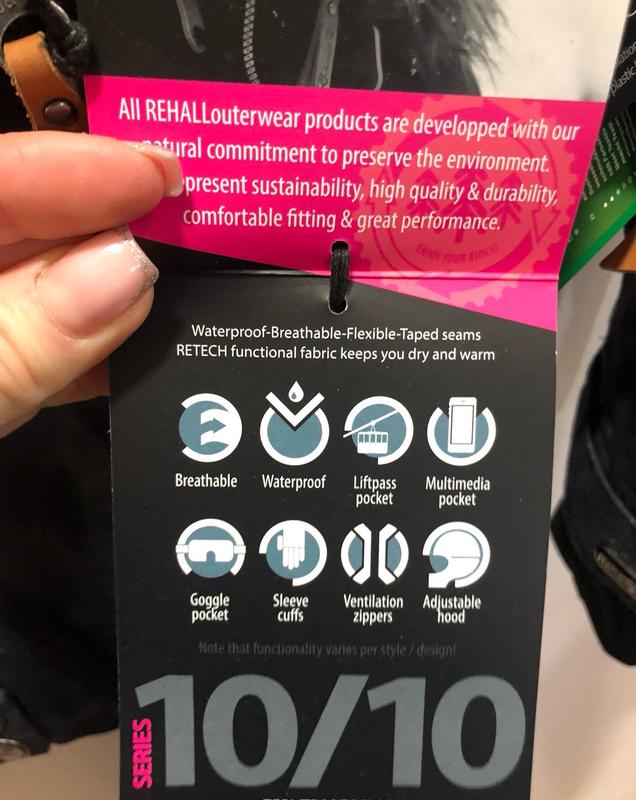 All REHALLouterwear products are developped with our
natural commitment to preserve the environment.
represent sustainability, high quality & durability,
comfortable fitting & great performance.
ENJOY YOUR RIDES!
Waterproof-Breathable-Flexible-Taped seams
RETECH functional fabric keeps you dry and warm
Breathable
Waterproof
Liftpass
pocket
Multimedia
pocket
Goggle
pocket
Sleeve
cuffs
Ventilation
zippers
Adjustable
hood
Note that functionality varies per style / design!
SERIES 10/10